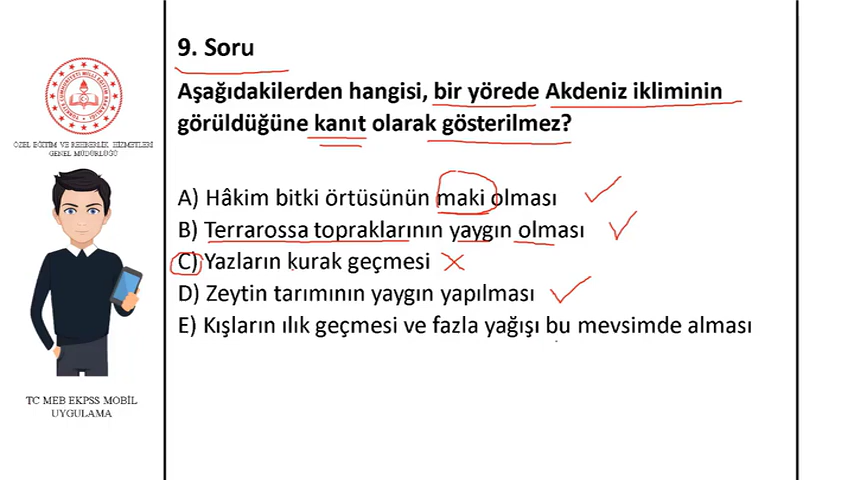 9. Soru
Aşağıdakilerden hangisi, bir yörede Akdeniz ikliminin
görüldüğüne kanıt olarak gösterilmez?
A) Hâkim bitki örtüsünün maki olması
B) Terrarossa topraklarının yaygın olması
C) Yazların kurak geçmesi
D) Zeytin tarımının yaygın yapılması
E) Kışların ılık geçmesi ve fazla yağışı bu mevsimde alması
ÖZEL EĞİTİM VE REHBERLİK HİZMETLERİ
GENEL MÜDÜRLÜĞÜ
TC MEB EKPSS MOBİL
UYGULAMA